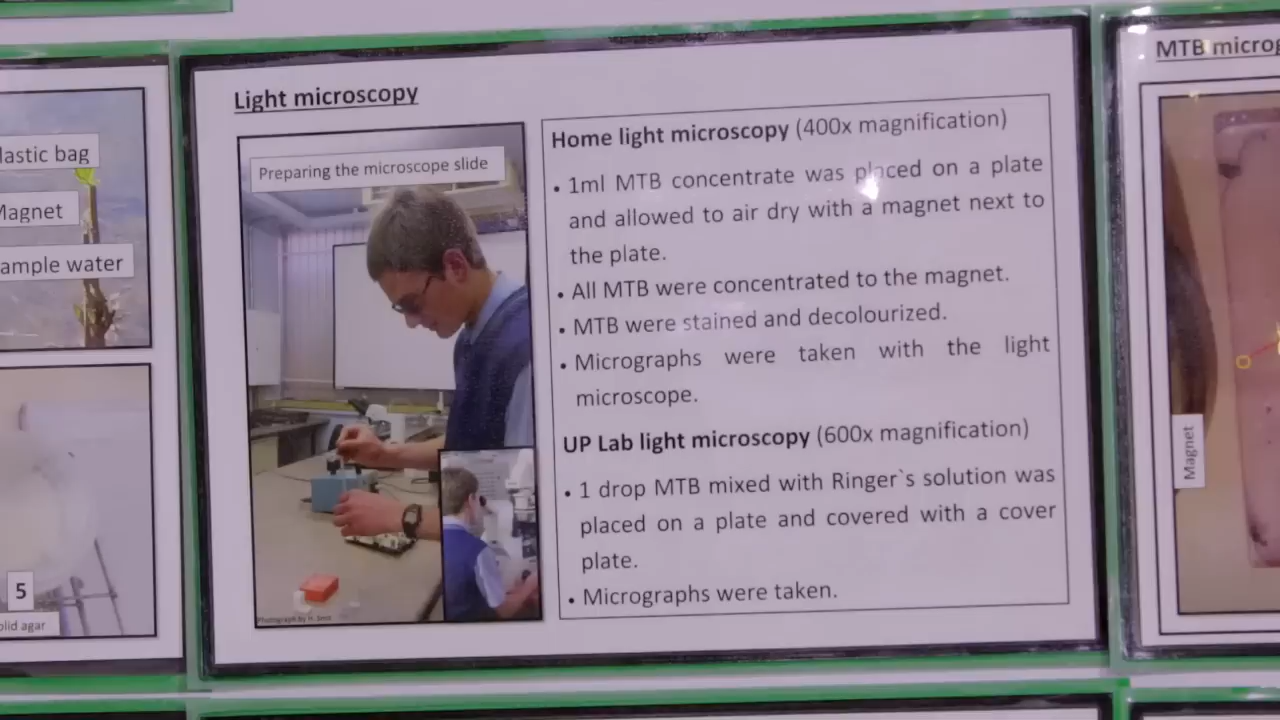 lastic bag
Magnet
ample water
5
olid agar
Light microscopy
Preparing the microscope slide
Photograph by H.
Home light microscopy (400x magnification)
• 1ml MTB concentrate was placed on a plate
and allowed to air dry with a magnet next to
the plate.
• All MTB were concentrated to the magnet.
• MTB were stained and decolourized.
• Micrographs were taken with the light
microscope.
UP Lab light microscopy (600x magnification)
• 1 drop MTB mixed with Ringer`s solution was
placed on a plate and covered with a cover
plate.
• Micrographs were taken.
MTB microg
Magnet